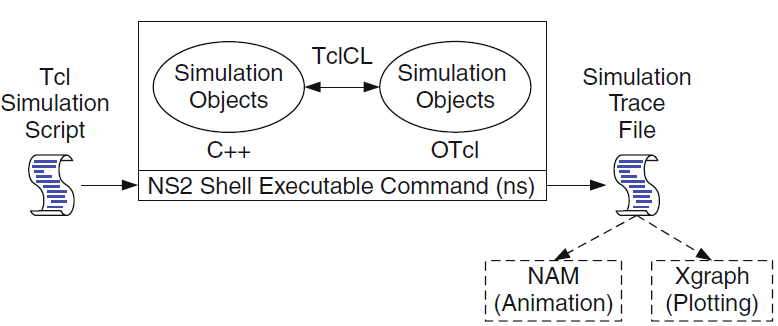 Tcl
Simulation
Script
Simulation
Objects
C++
TclCL
Simulation
Objects
OTcl
NS2 Shell Executable Command (ns)
Simulation
Trace
File
NAM
(Animation)
Xgraph
(Plotting)